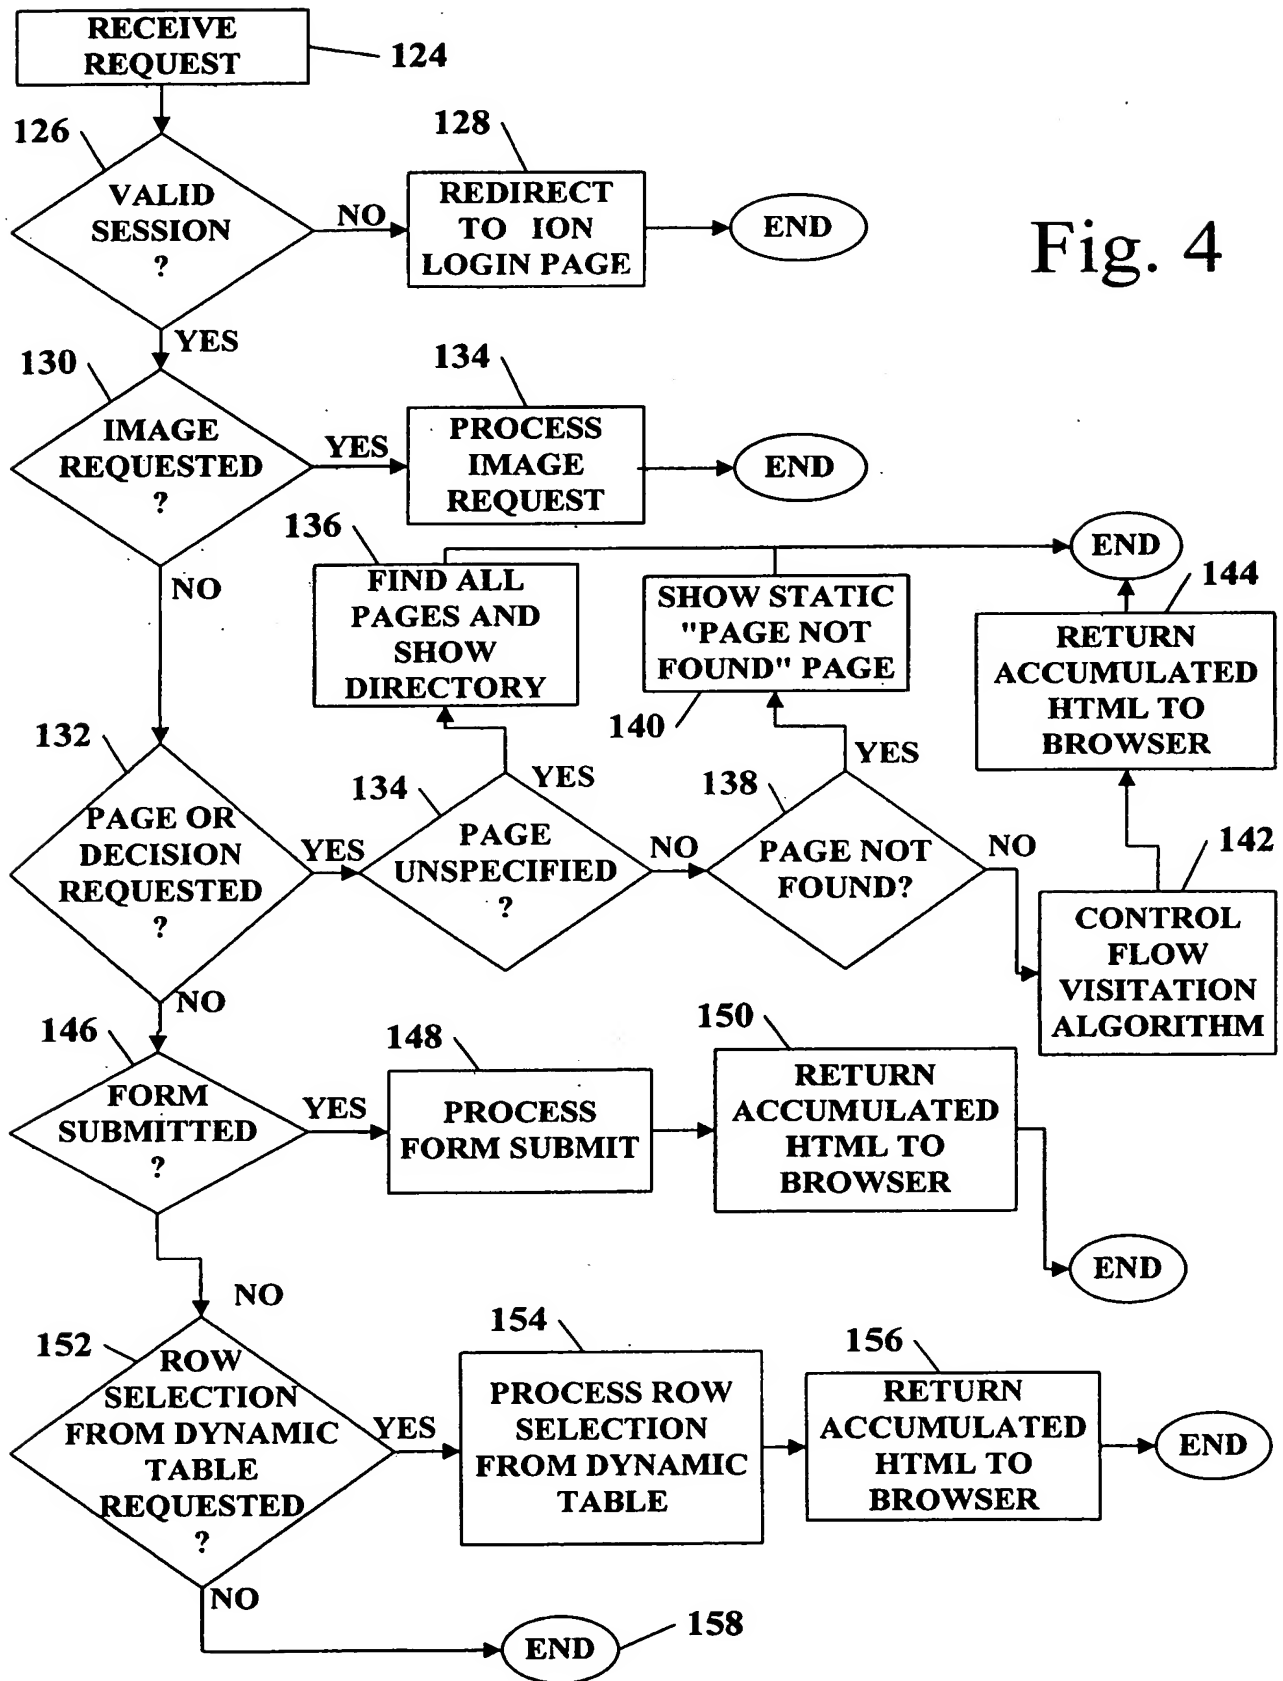 RECEIVE
REQUEST
124
126
VALID
SESSION
?
NO
128
REDIRECT
TO ION
LOGIN PAGE
END
Fig. 4
YES
130
IMAGE
REQUESTED
?
YES
134
PROCESS
IMAGE
REQUEST
END
NO
136
FIND ALL
PAGES AND
SHOW
DIRECTORY
SHOW STATIC
"PAGE NOT
FOUND" PAGE
140
END
144
RETURN
ACCUMULATED
HTML TO
BROWSER
132
PAGE OR
DECISION
REQUESTED
?
YES
134
PAGE
UNSPECIFIED
?
YES
NO
138
PAGE NOT
FOUND?
YES
NO
142
CONTROL
FLOW
VISITATION
ALGORITHM
NO
146
FORM
SUBMITTED
?
YES
148
PROCESS
FORM SUBMIT
150
RETURN
ACCUMULATED
HTML TO
BROWSER
END
NO
152
ROW
SELECTION
FROM DYNAMIC
TABLE
REQUESTED
?
YES
154
PROCESS ROW
SELECTION
FROM DYNAMIC
TABLE
156
RETURN
ACCUMULATED
HTML TO
BROWSER
END
NO
END
158